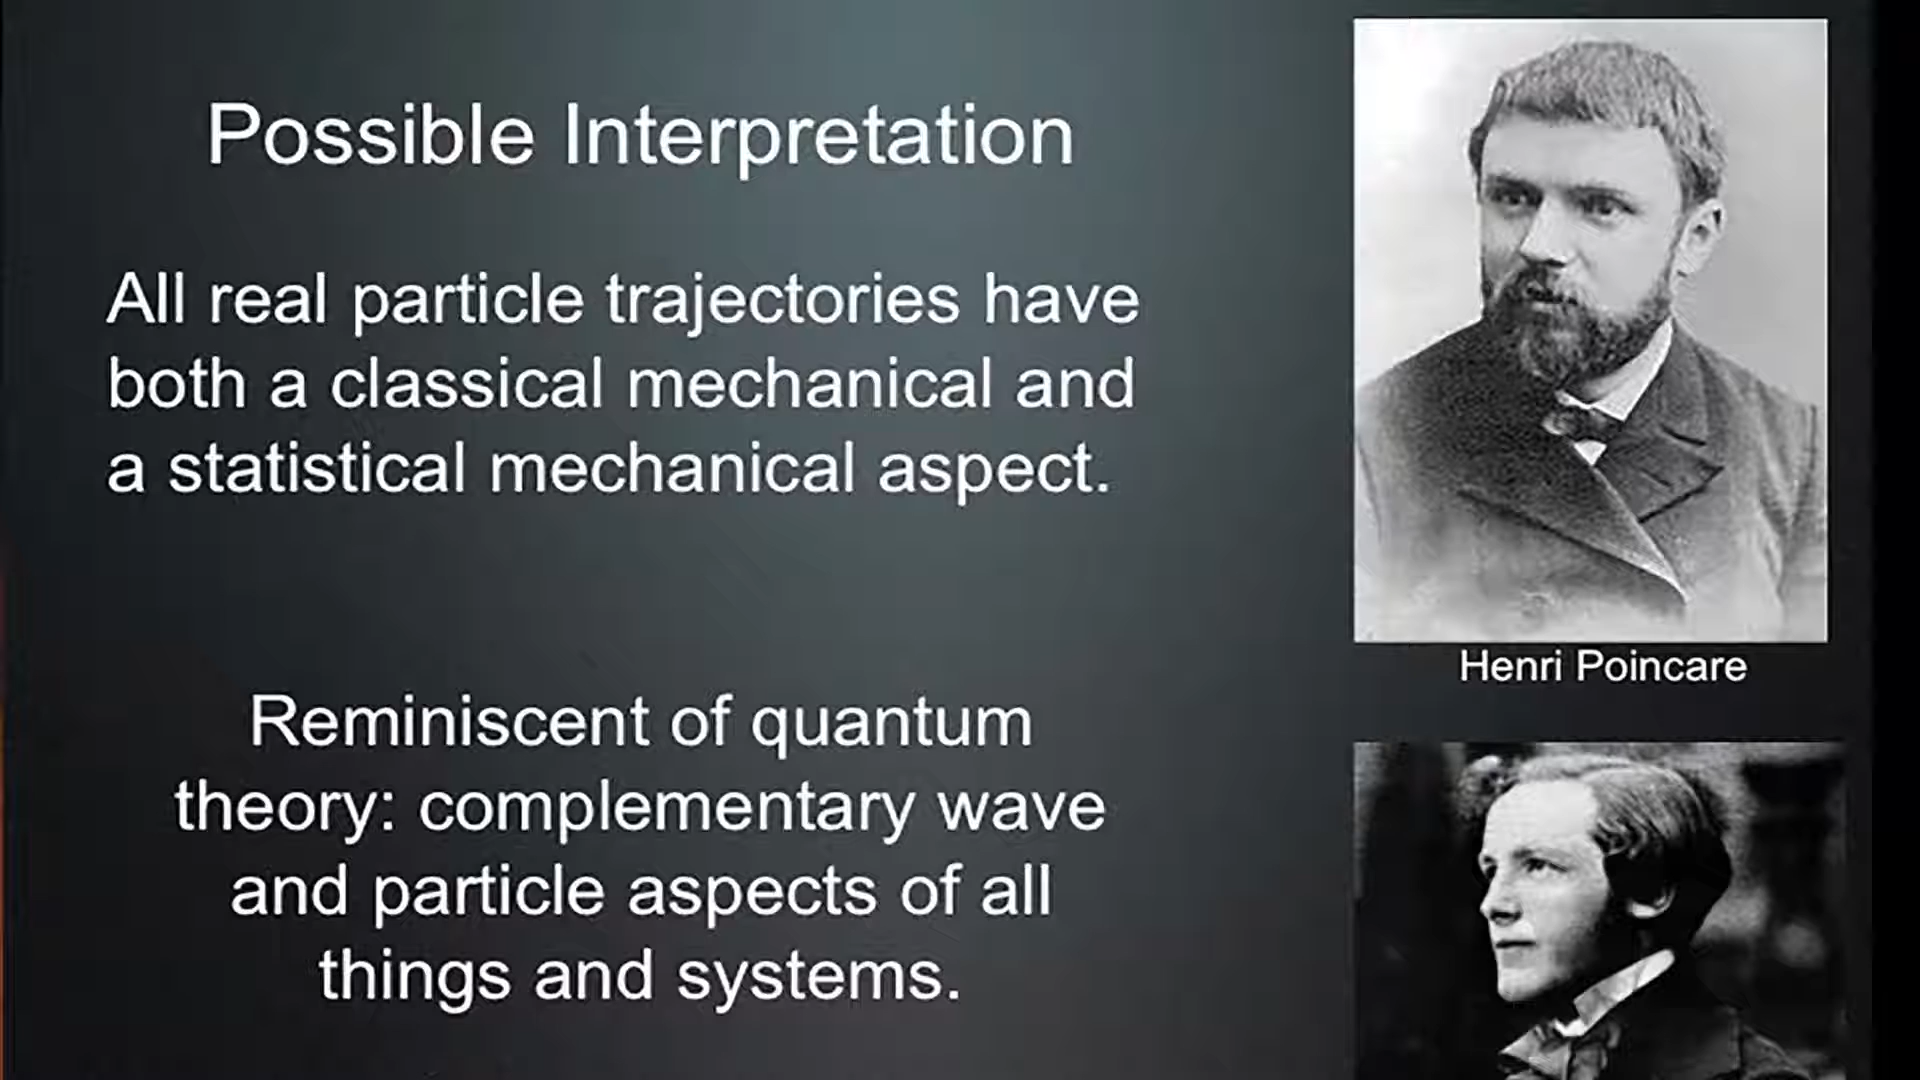 Possible Interpretation
All real particle trajectories have
both a classical mechanical and
a statistical mechanical aspect.
Henri Poincare
Reminiscent of quantum
theory: complementary wave
and particle aspects of all
things and systems.